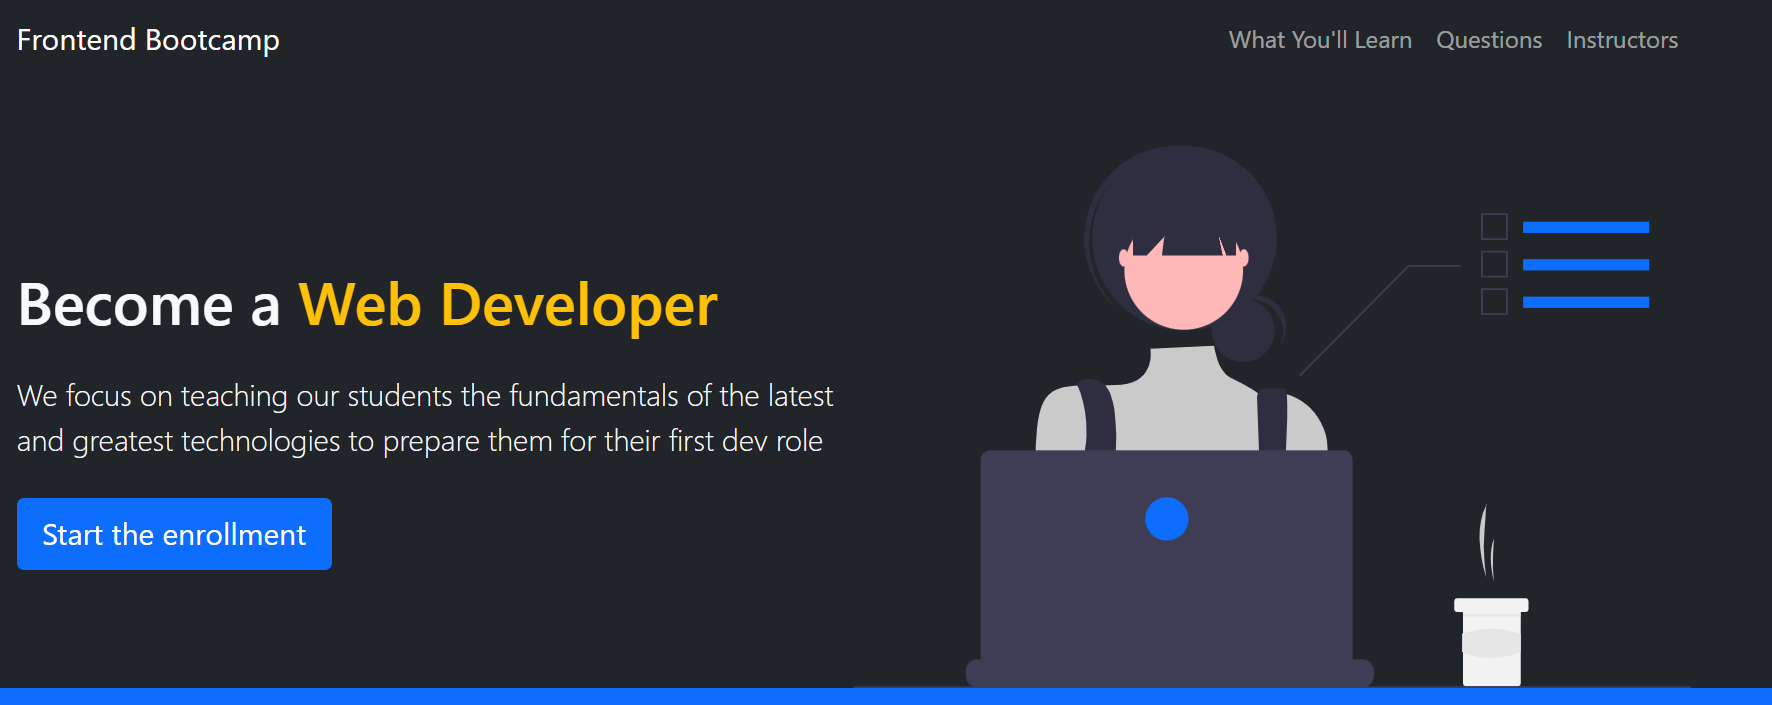 Frontend Bootcamp
What You'll Learn Questions Instructors
Become a Web Developer
We focus on teaching our students the fundamentals of the latest
and greatest technologies to prepare them for their first dev role
Start the enrollment